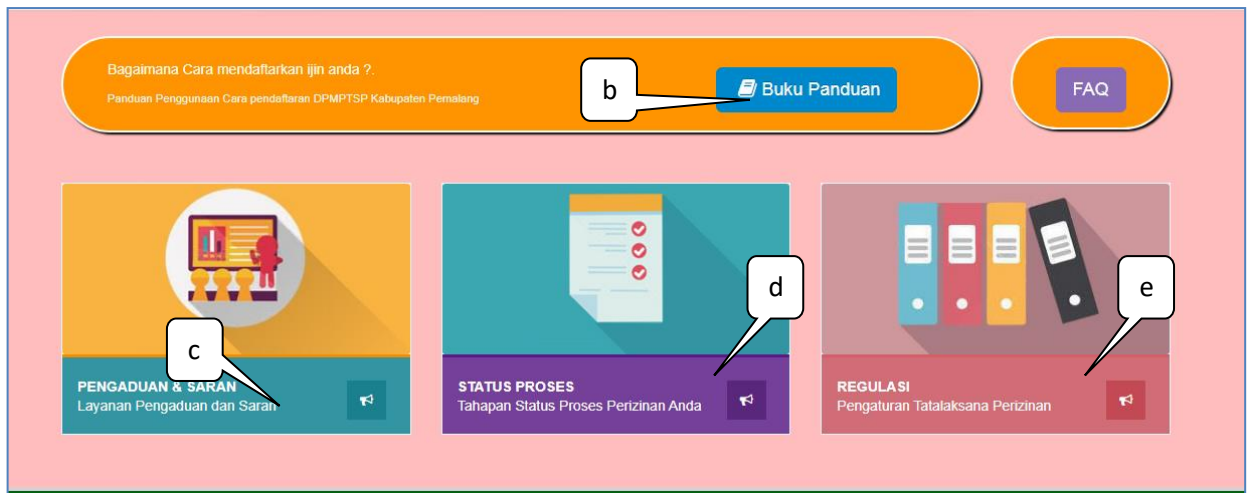 Bagaimana Cara mendaftarkan ijin anda ?.
Panduan Penggunaan Cara pendaftaran DPMPTSP Kabupaten Pemalang
b
Buku Panduan
FAQ
c
PENGADUAN & SARAN
Layanan Pengaduan dan Saran
d
STATUS PROSES
Tahapan Status Proses Perizinan Anda
e
REGULASI
Pengaturan Tatalaksana Perizinan